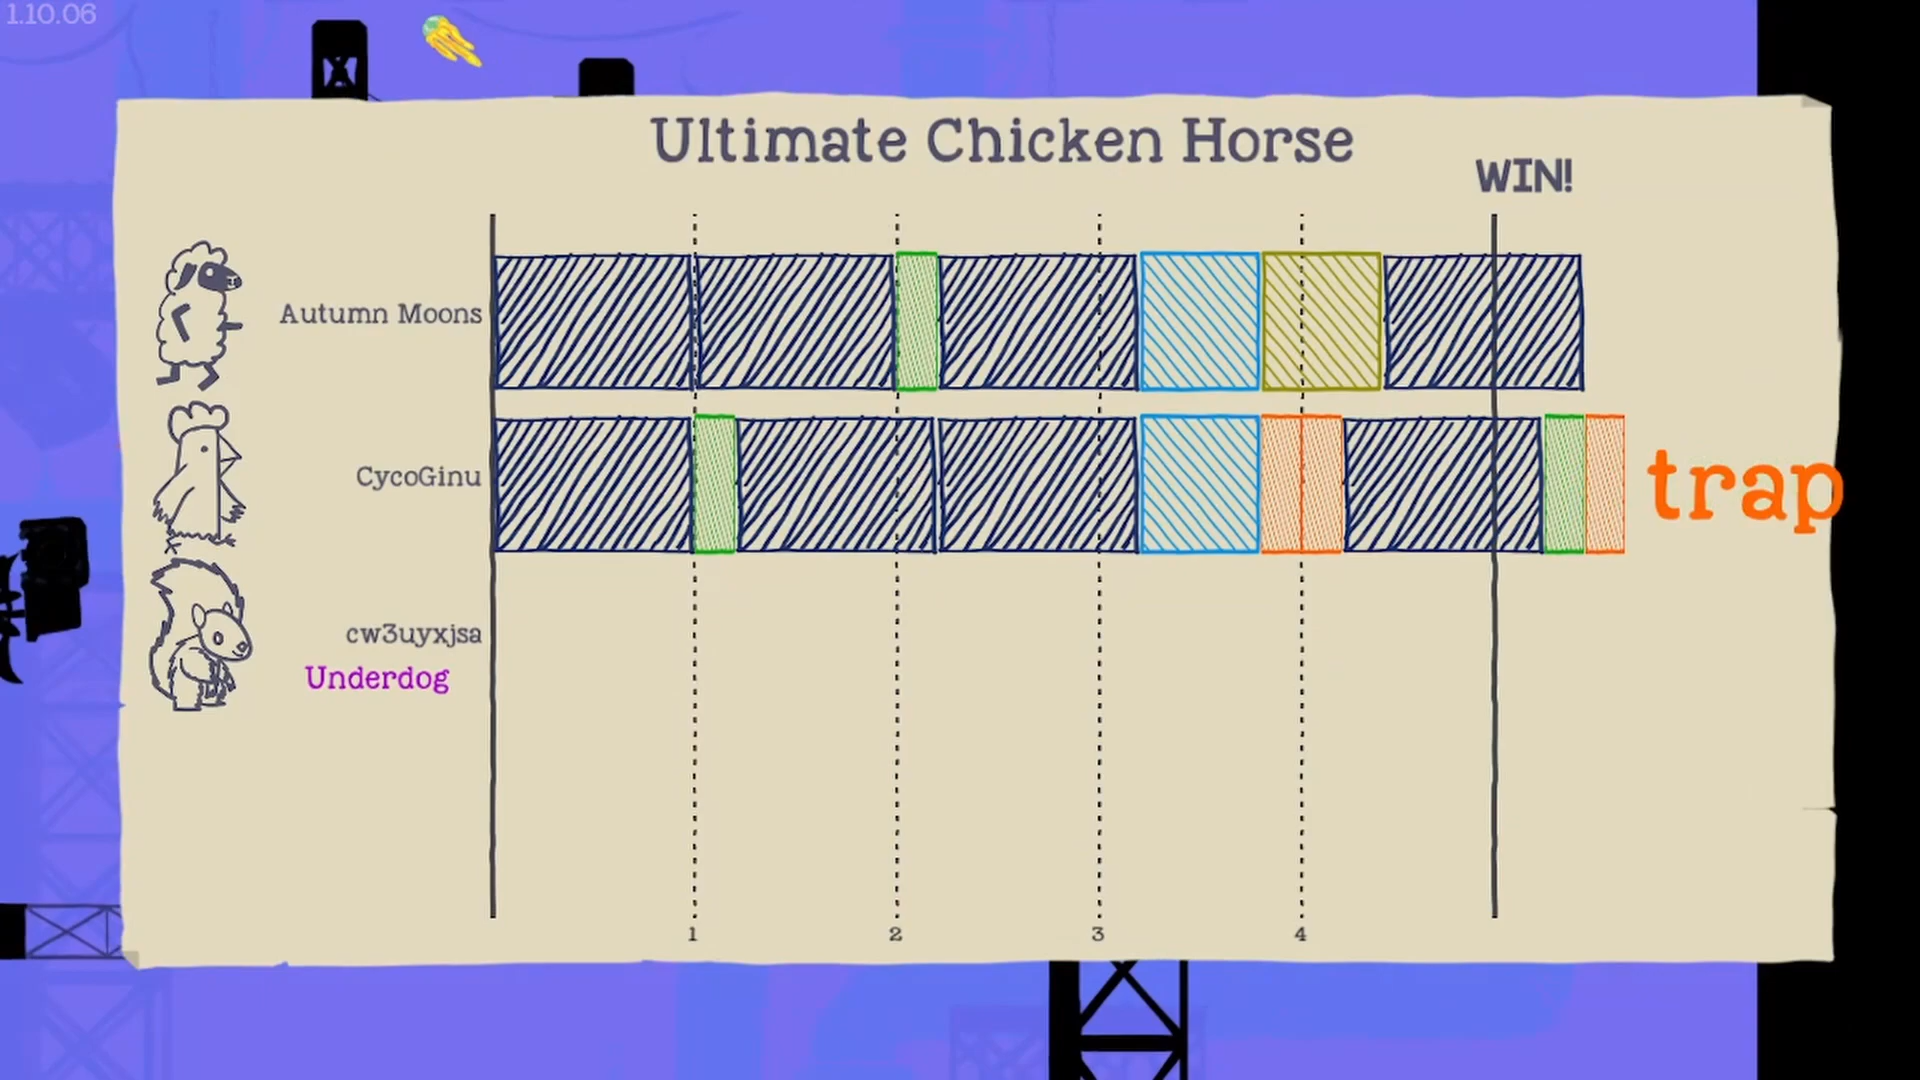 1.10.06
Ultimate Chicken Horse
WIN!
Autumn Moons
CycoGinu
trap
cw3uyxjsa
Underdog
1 2 3 4